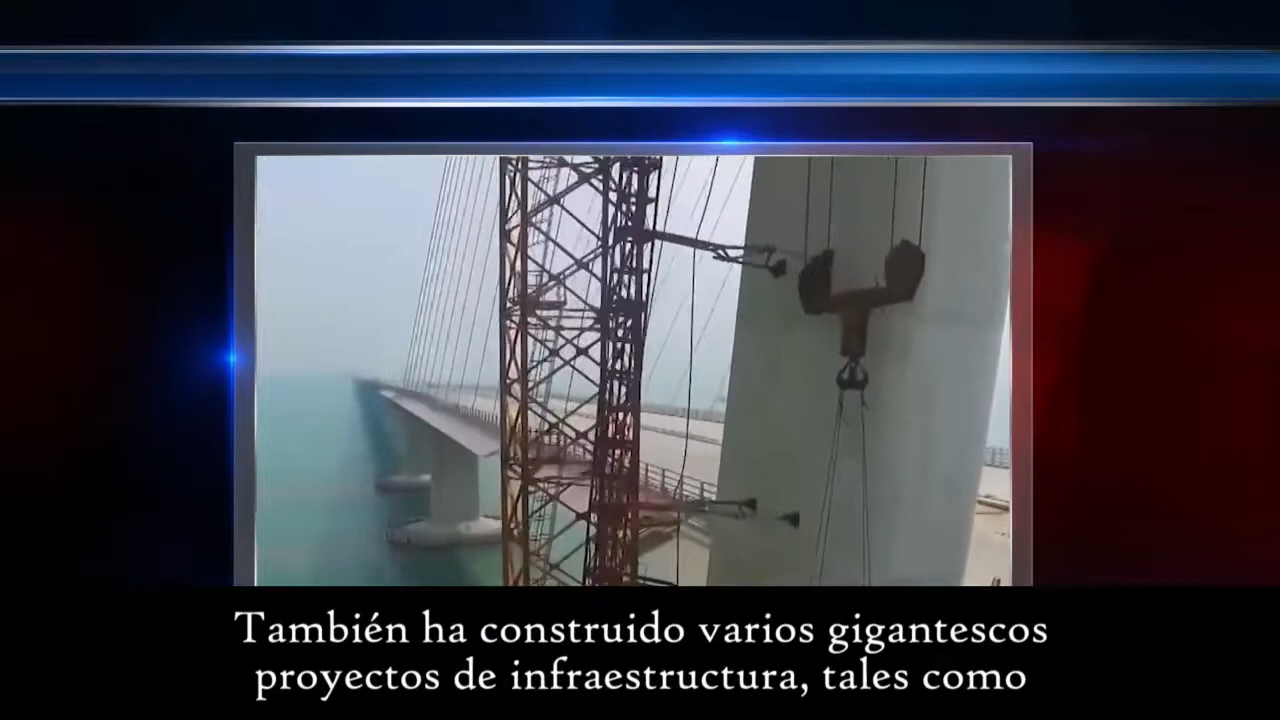 También ha construido varios gigantescos
proyectos de infraestructura, tales como